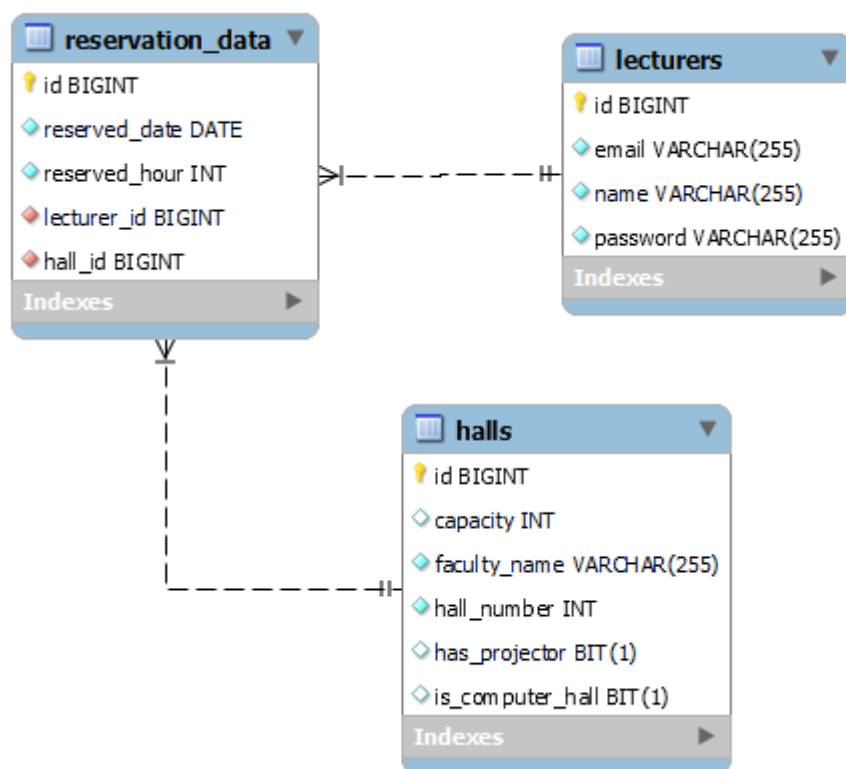 reservation_data
id BIGINT
reserved_date DATE
reserved_hour INT
lecturer_id BIGINT
hall_id BIGINT
Indexes
lecturers
id BIGINT
email VARCHAR(255)
name VARCHAR(255)
password VARCHAR(255)
Indexes
halls
id BIGINT
capacity INT
faculty_name VARCHAR(255)
hall_number INT
has_projector BIT(1)
is_computer_hall BIT(1)
Indexes